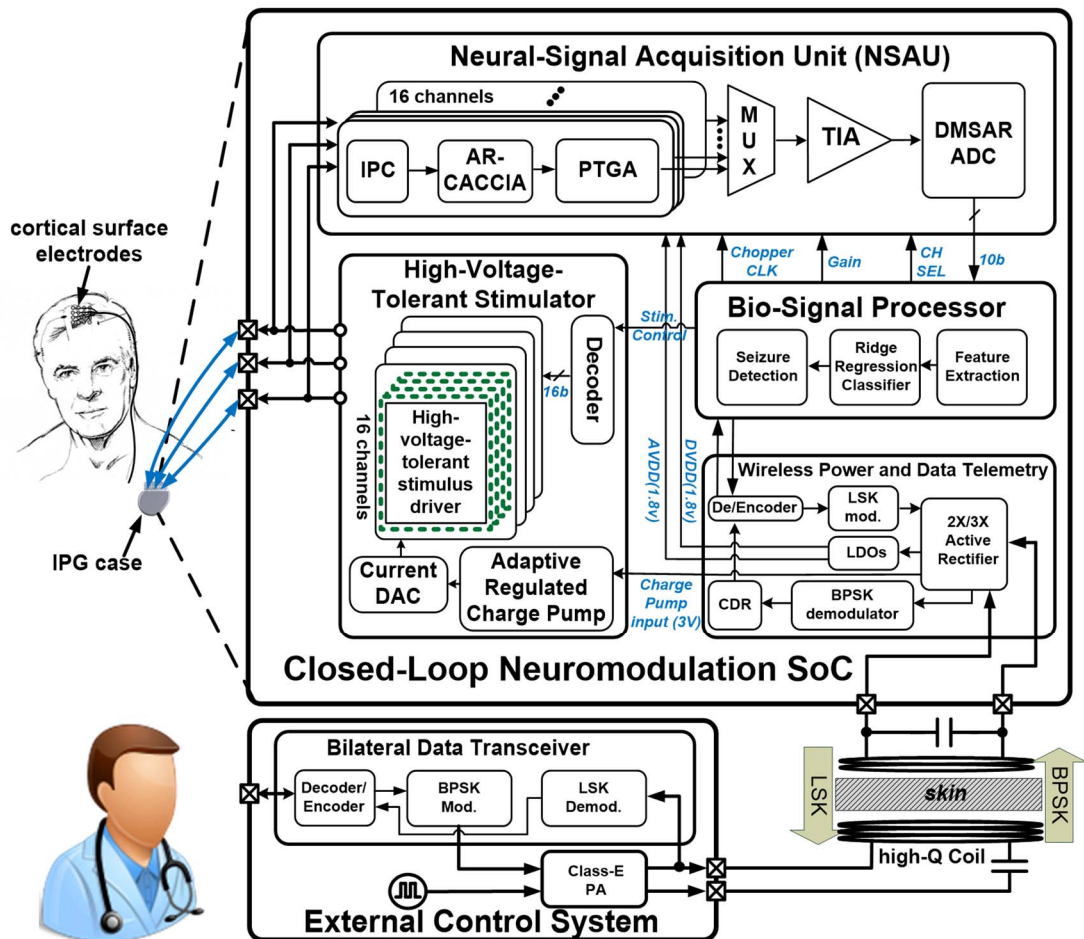 Neural-Signal Acquisition Unit (NSAU)
16 channels
IPC
AR-
CACCIA
PTGA
M
U
X
TIA
DMSAR
ADC
cortical surface
electrodes
IPG case
High-Voltage-
Tolerant Stimulator
16 channels
High-
voltage-
tolerant
stimulus
driver
16b
Decoder
Current
DAC
Adaptive
Regulated
Charge Pump
Chopper
CLK
Gain
CH
SEL
10b
Stim.
Control
Bio-Signal Processor
Seizure
Detection
Ridge
Regression
Classifier
Feature
Extraction
AVDD(1.8v)
DVDD(1.8v)
Charge
Pump
input (3V)
Wireless Power and Data Telemetry
De/Encoder
LSK
mod.
2X/3X
Active
Rectifier
LDOs
CDR
BPSK
demodulator
Closed-Loop Neuromodulation SoC
Bilateral Data Transceiver
Decoder/
Encoder
BPSK
Mod.
LSK
Demod.
Class-E
PA
External Control System
LSK
skin
BPSK
high-Q Coil